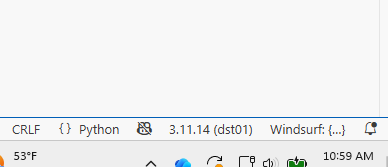 CRLF { } Python 3.11.14 (dst01) Windsurf: {...}
53°F 10:59 AM